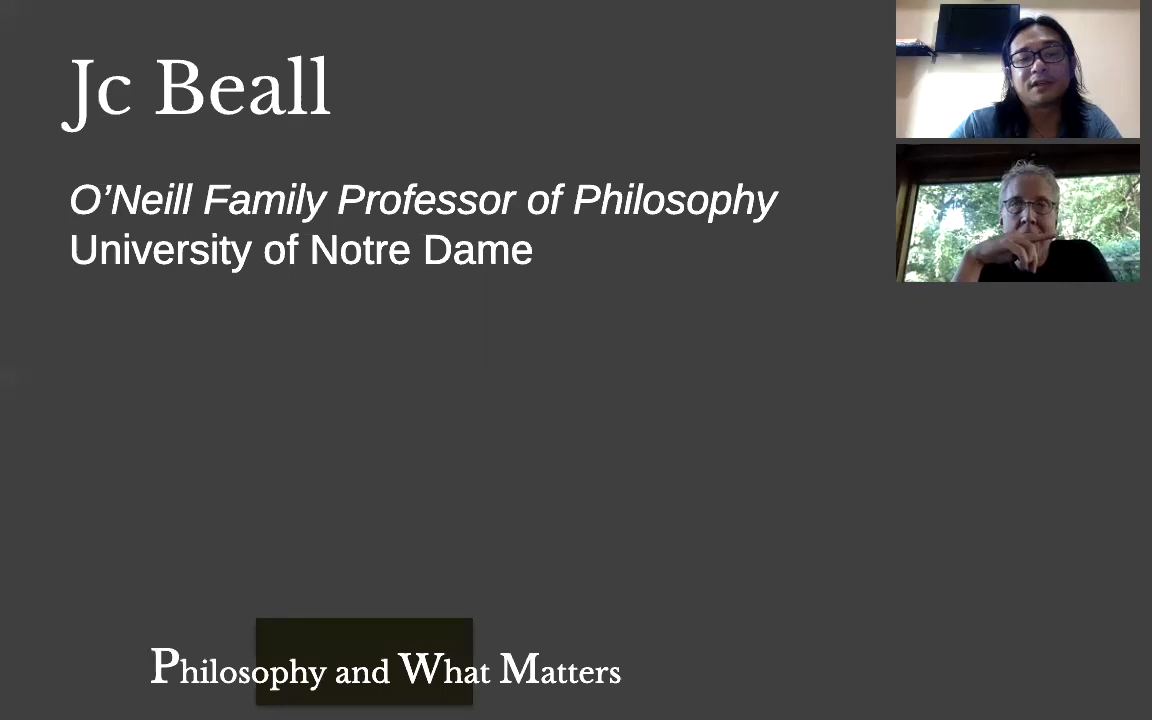 Jc Beall
O’Neill Family Professor of Philosophy
University of Notre Dame
Philosophy and What Matters